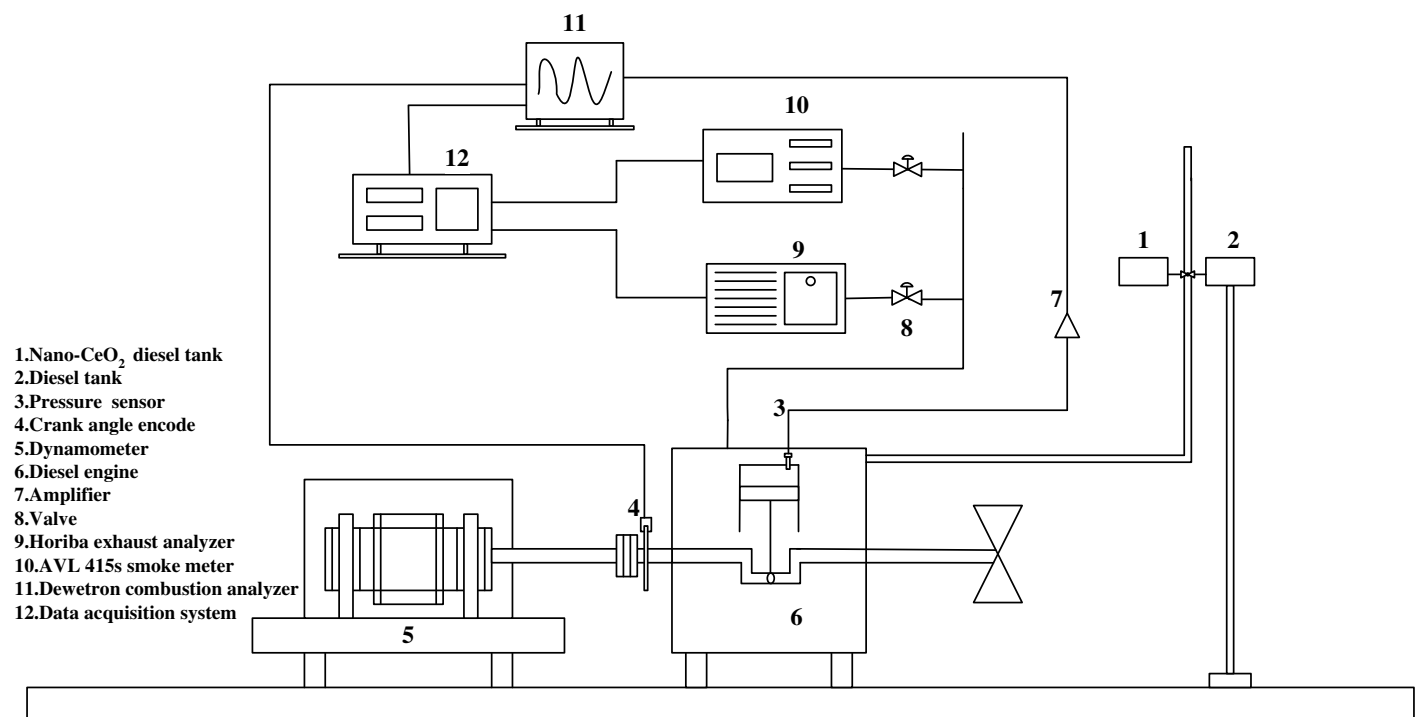 11
10
12
1
2
9
7
8
1.Nano-CeO₂ diesel tank
2.Diesel tank
3.Pressure sensor
3
4.Crank angle encode
5.Dynamometer
6.Diesel engine
7.Amplifier
4
8.Valve
9.Horiba exhaust analyzer
10.AVL 415s smoke meter
11.Dewetron combustion analyzer
12.Data acquisition system
6
5